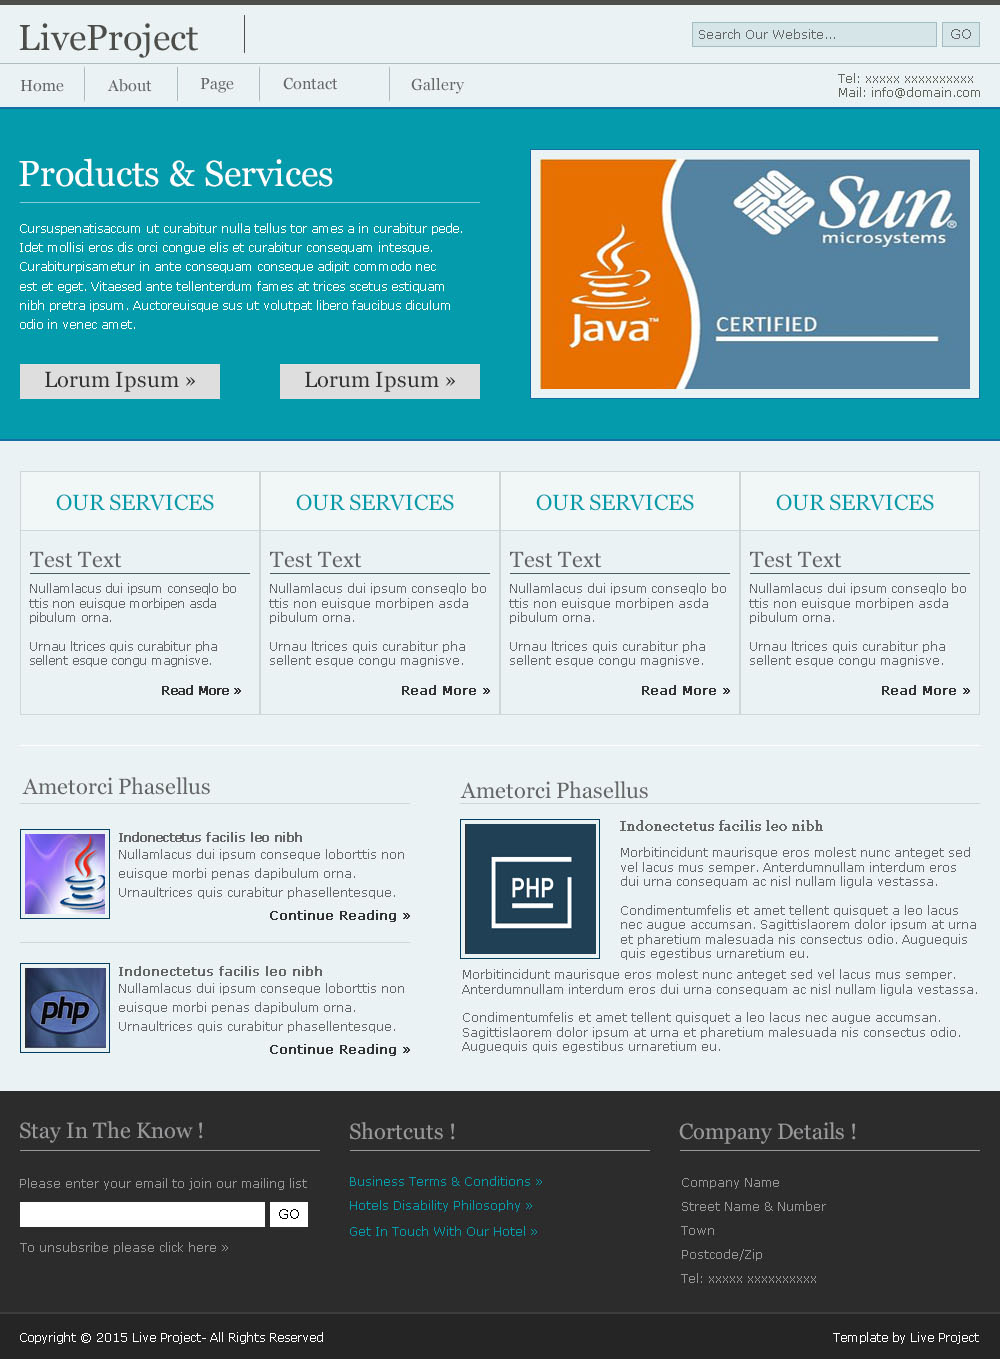 LiveProject
Search Our Website...
GO
Home
About
Page
Contact
Gallery
Tel: xxxxx xxxxxxxxxx
Mail: info@domain.com
Products & Services
Cursuspenatisaccum ut curabitur nulla tellus tor ames a in curabitur pede.
Idet mollisi eros dis orci congue elis et curabitur consequam intesque.
Curabiturpisametur in ante consequam conseque adipit commodo nec
est et eget. Vitaesed ante tellenterdum fames at trices scetus estiquam
nibh pretra ipsum. Auctoreuisque sus ut volutpat libero faucibus diculum
odio in venec amet.
Lorum Ipsum »
Lorum Ipsum »
Sun®
microsystems
Java™
CERTIFIED
OUR SERVICES
Test Text
Nullamlacus dui ipsum conseqlo bo
ttis non euisque morbipen asda
pibulum orna.
Urnau ltrices quis curabitur pha
sellent esque congu magnisve.
Read More »
OUR SERVICES
Test Text
Nullamlacus dui ipsum conseqlo bo
ttis non euisque morbipen asda
pibulum orna.
Urnau ltrices quis curabitur pha
sellent esque congu magnisve.
Read More »
OUR SERVICES
Test Text
Nullamlacus dui ipsum conseqlo bo
ttis non euisque morbipen asda
pibulum orna.
Urnau ltrices quis curabitur pha
sellent esque congu magnisve.
Read More »
OUR SERVICES
Test Text
Nullamlacus dui ipsum conseqlo bo
ttis non euisque morbipen asda
pibulum orna.
Urnau ltrices quis curabitur pha
sellent esque congu magnisve.
Read More »
Ametorci Phasellus
Indonectetus facilis leo nibh
Nullamlacus dui ipsum conseque loborttis non
euisque morbi penas dapibulum orna.
Urnaultrices quis curabitur phasellentesque.
Continue Reading »
php
Indonectetus facilis leo nibh
Nullamlacus dui ipsum conseque loborttis non
euisque morbi penas dapibulum orna.
Urnaultrices quis curabitur phasellentesque.
Continue Reading »
Ametorci Phasellus
PHP
Indonectetus facilis leo nibh
Morbitincidunt maurisque eros molest nunc anteget sed
vel lacus mus semper. Anterdumnullam interdum eros
dui urna consequam ac nisl nullam ligula vestassa.
Condimentumfelis et amet tellent quisquet a leo lacus
nec augue accumsan. Sagittislaorem dolor ipsum at urna
et pharetium malesuada nis consectus odio. Auguequis
quis egestibus urnaretium eu.
Morbitincidunt maurisque eros molest nunc anteget sed vel lacus mus semper.
Anterdumnullam interdum eros dui urna consequam ac nisl nullam ligula vestassa.
Condimentumfelis et amet tellent quisquet a leo lacus nec augue accumsan.
Sagittislaorem dolor ipsum at urna et pharetium malesuada nis consectus odio.
Auguequis quis egestibus urnaretium eu.
Stay In The Know !
Please enter your email to join our mailing list
GO
To unsubsribe please click here »
Shortcuts !
Business Terms & Conditions »
Hotels Disability Philosophy »
Get In Touch With Our Hotel »
Company Details !
Company Name
Street Name & Number
Town
Postcode/Zip
Tel: xxxxx xxxxxxxxxx
Copyright © 2015 Live Project- All Rights Reserved
Template by Live Project